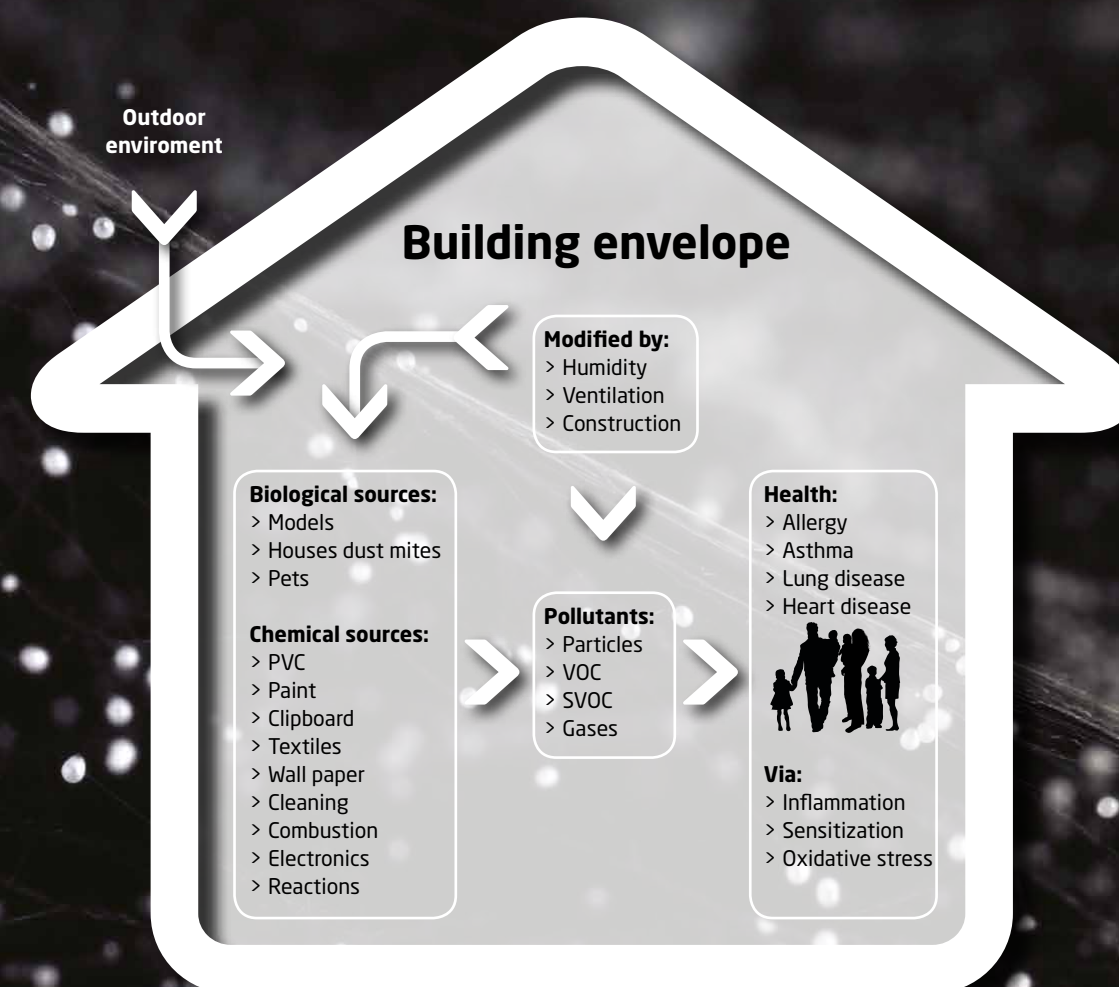 Outdoor
enviroment
Building envelope
Modified by:
> Humidity
> Ventilation
> Construction
Biological sources:
> Models
> Houses dust mites
> Pets
Chemical sources:
> PVC
> Paint
> Clipboard
> Textiles
> Wall paper
> Cleaning
> Combustion
> Electronics
> Reactions
Pollutants:
> Particles
> VOC
> SVOC
> Gases
Health:
> Allergy
> Asthma
> Lung disease
> Heart disease
Via:
> Inflammation
> Sensitization
> Oxidative stress